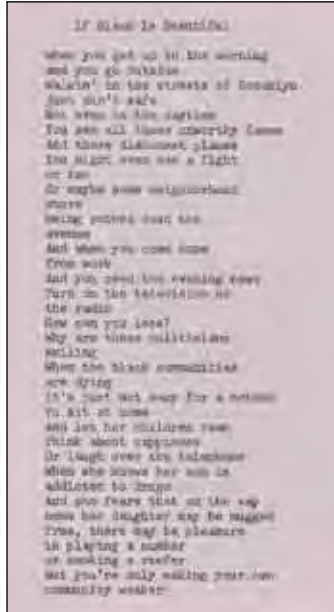 If Black Is Beautiful
When you get up in the morning
and you go outside
Walkin' in the streets of Brooklyn
just ain't safe
Not even in the daytime
You see all those unworthy faces
And those dishonest places
You might even see a fight
or two
Or maybe some neighborhood
whore
being
avenue
And when you come home
from work
And you read the evening news
Turn on the television or
the radio
How can you lose?
Why are these politicians
smiling
When the black communities
are dying
It's just not easy for a mother
To sit at home
and let her children roam
Think about happiness
Or laugh over the telephone
When she knows her son is
addicted to drugs
And she fears that on the way
home her daughter may be mugged
True, there may be pleasure
in playing a number
or smoking a reefer
But you're only making your own
community weaker